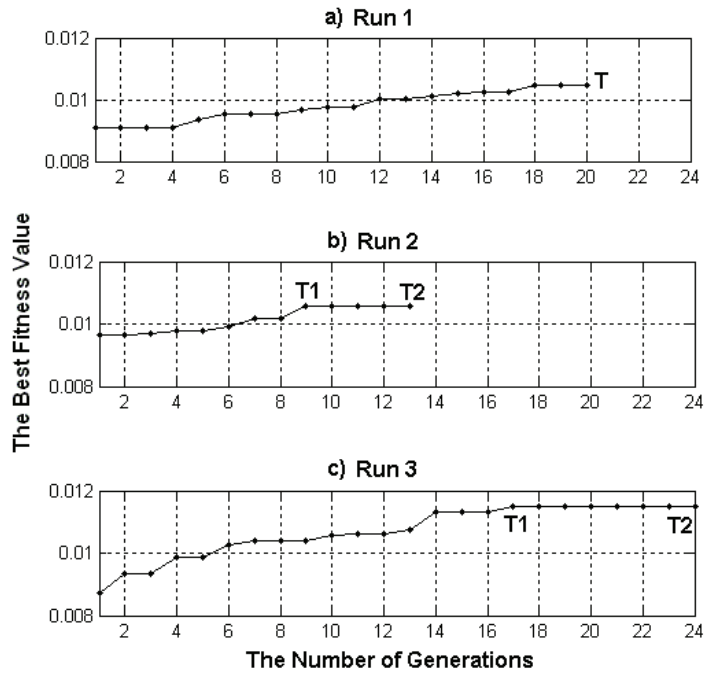 a) Run 1
0.012
0.01
0.008
T
2 4 6 8 10 12 14 16 18 20 22 24
b) Run 2
0.012
0.01
0.008
T1 T2
2 4 6 8 10 12 14 16 18 20 22 24
c) Run 3
0.012
0.01
0.008
T1 T2
2 4 6 8 10 12 14 16 18 20 22 24
The Number of Generations
The Best Fitness Value